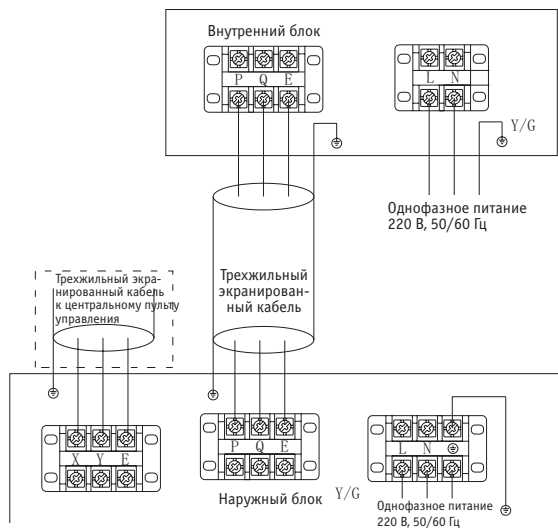 Внутренний блок
P Q E
L N
Y/G
Однофазное питание
220 В, 50/60 Гц
Трехжильный экра-
нированный кабель
к центральному пульту
управления
Трехжильный
экранирован-
ный кабель
X Y E
P Q E
L N
Наружный блок
Y/G
Однофазное питание
220 В, 50/60 Гц